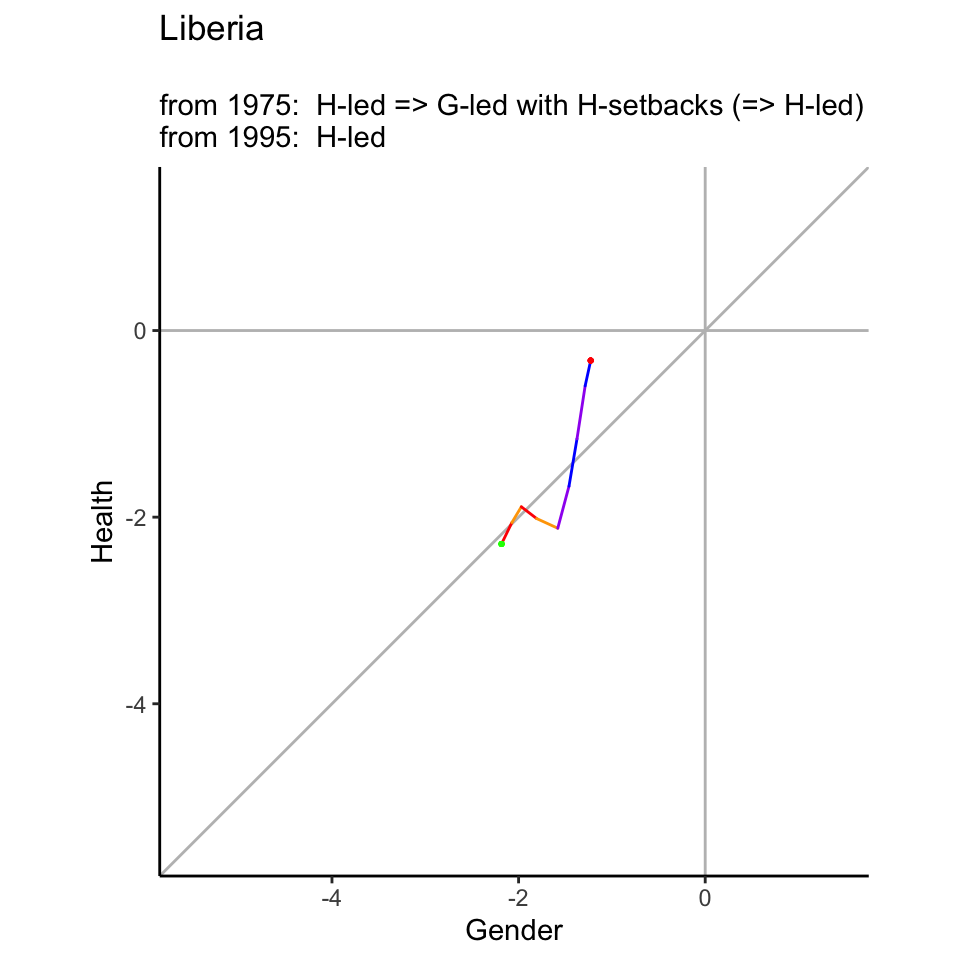 Liberia
from 1975:  H-led => G-led with H-setbacks (=> H-led)
from 1995:  H-led
0
-2
-4
Health
-4
-2
0
Gender